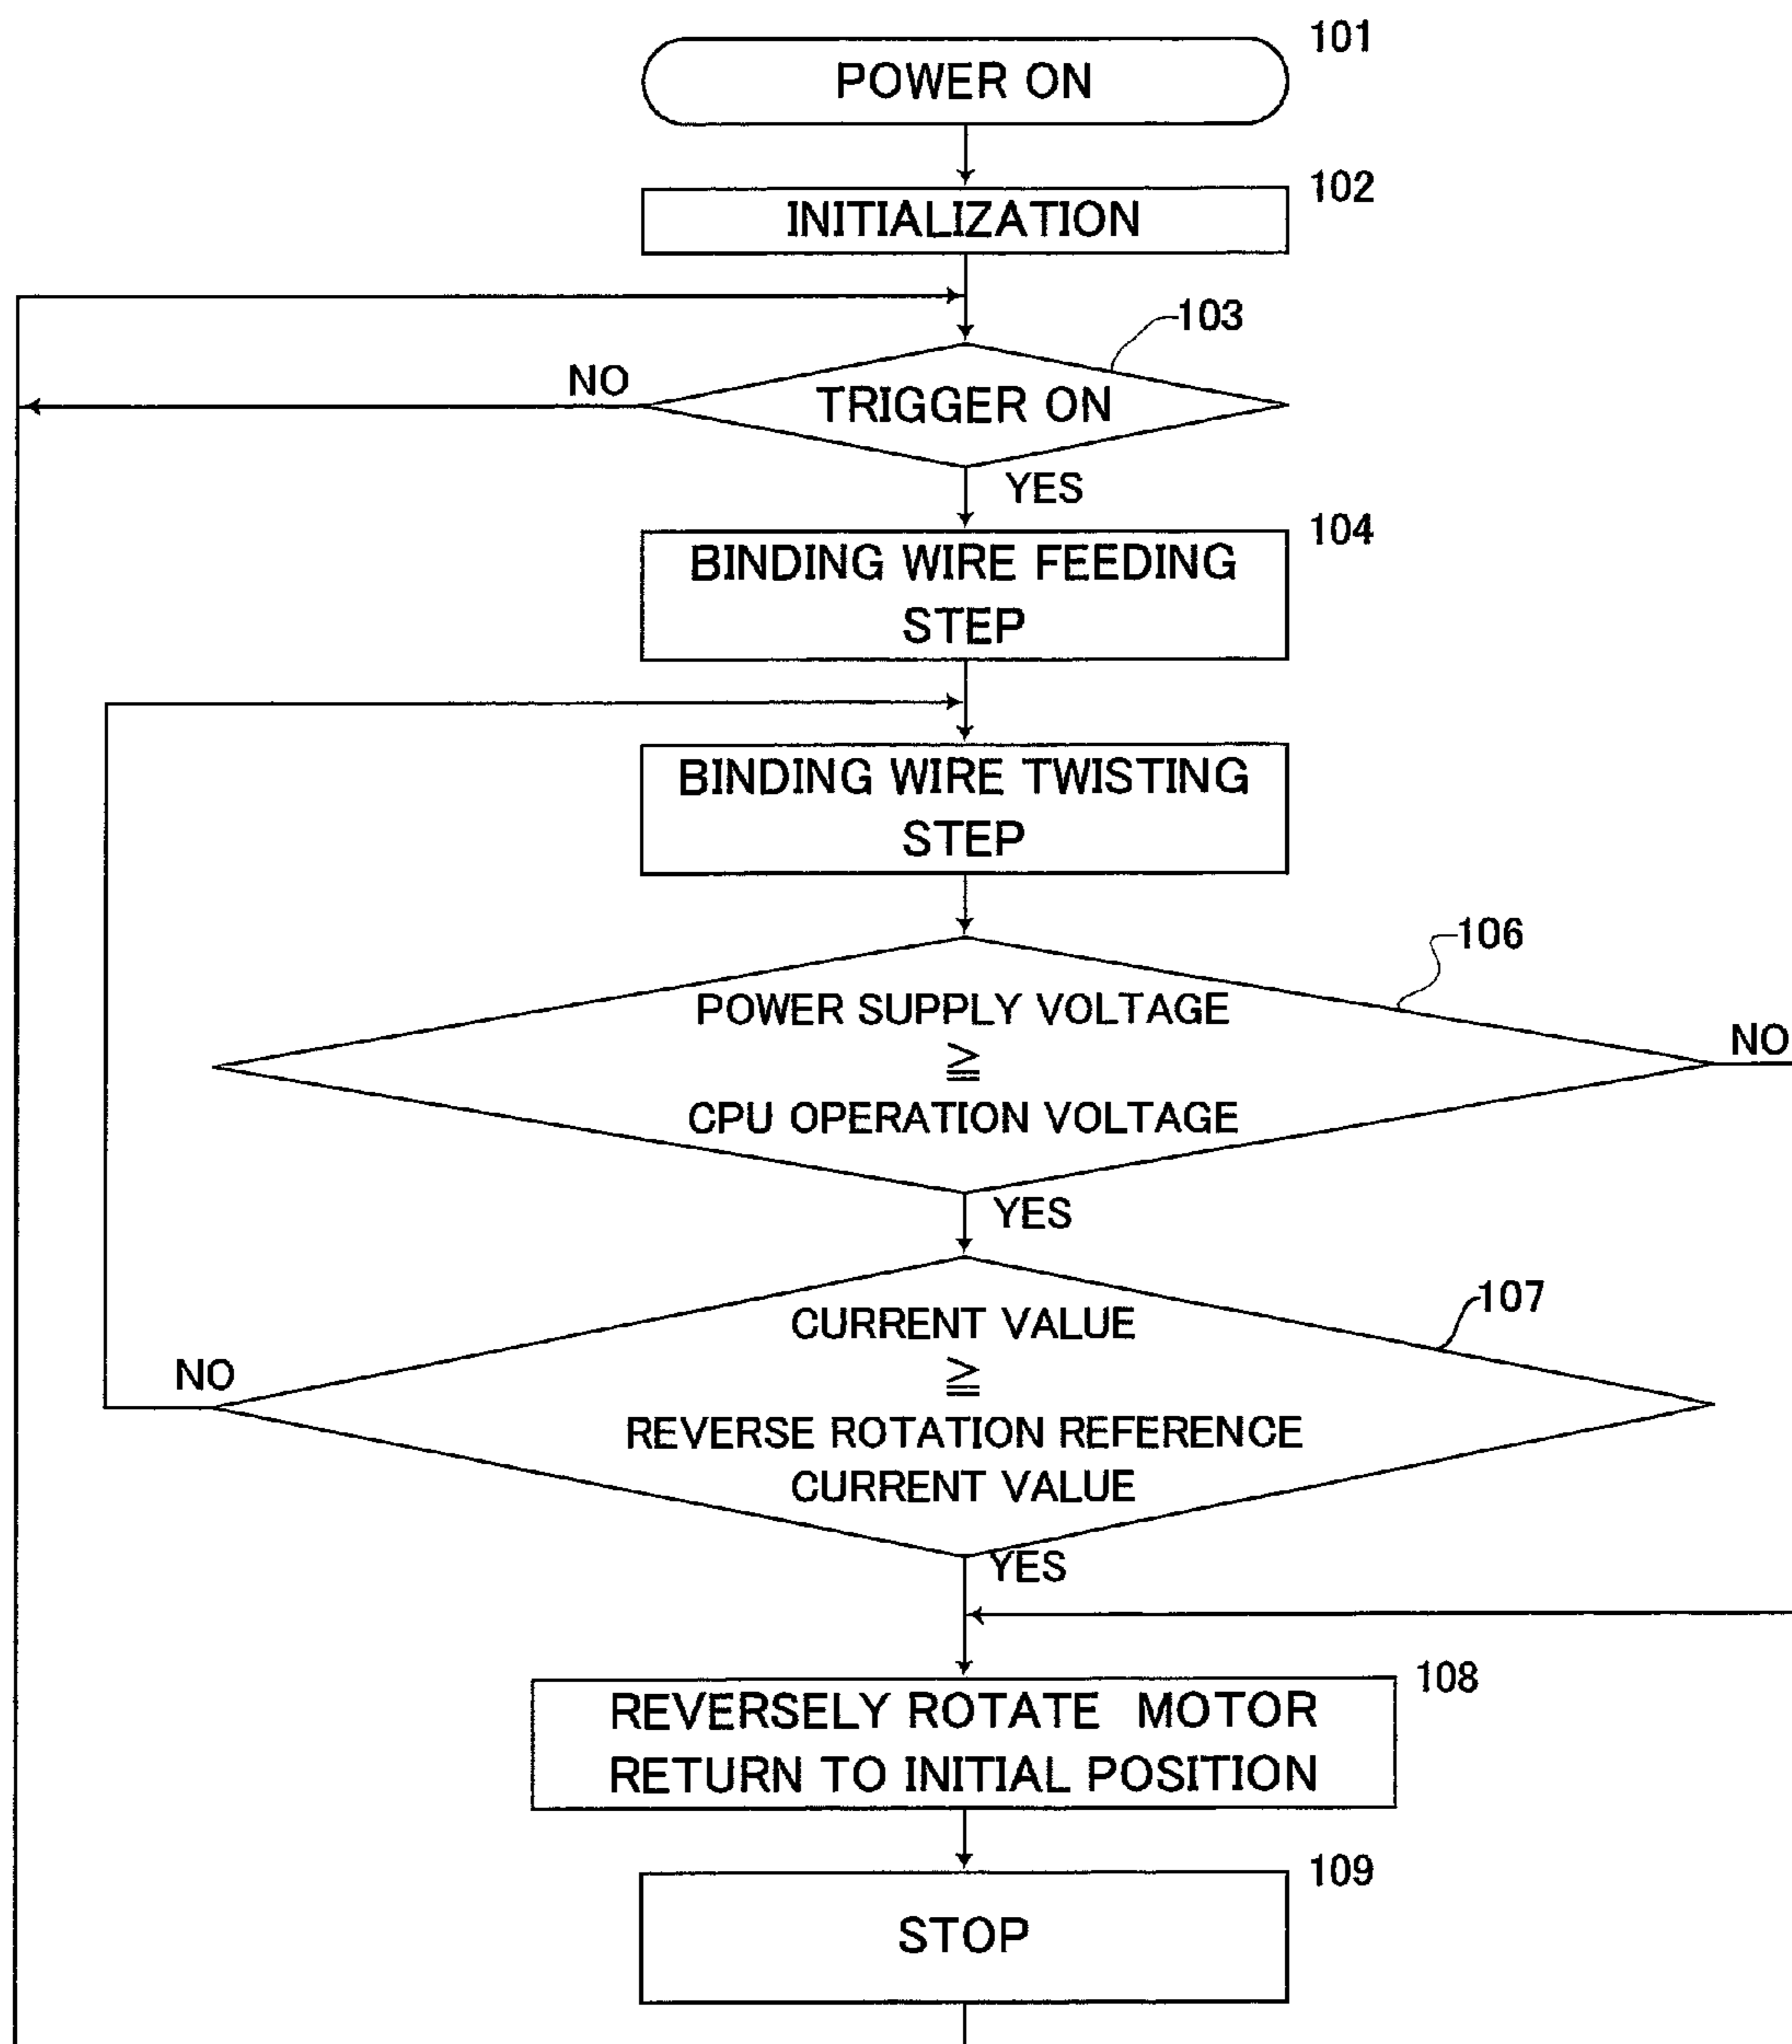 101
POWER ON
102
INITIALIZATION
103
NO
TRIGGER ON
YES
104
BINDING WIRE FEEDING
STEP
BINDING WIRE TWISTING
STEP
106
POWER SUPPLY VOLTAGE
≧
CPU OPERATION VOLTAGE
NO
YES
107
CURRENT VALUE
≧
REVERSE ROTATION REFERENCE
CURRENT VALUE
NO
YES
108
REVERSELY ROTATE MOTOR
RETURN TO INITIAL POSITION
109
STOP